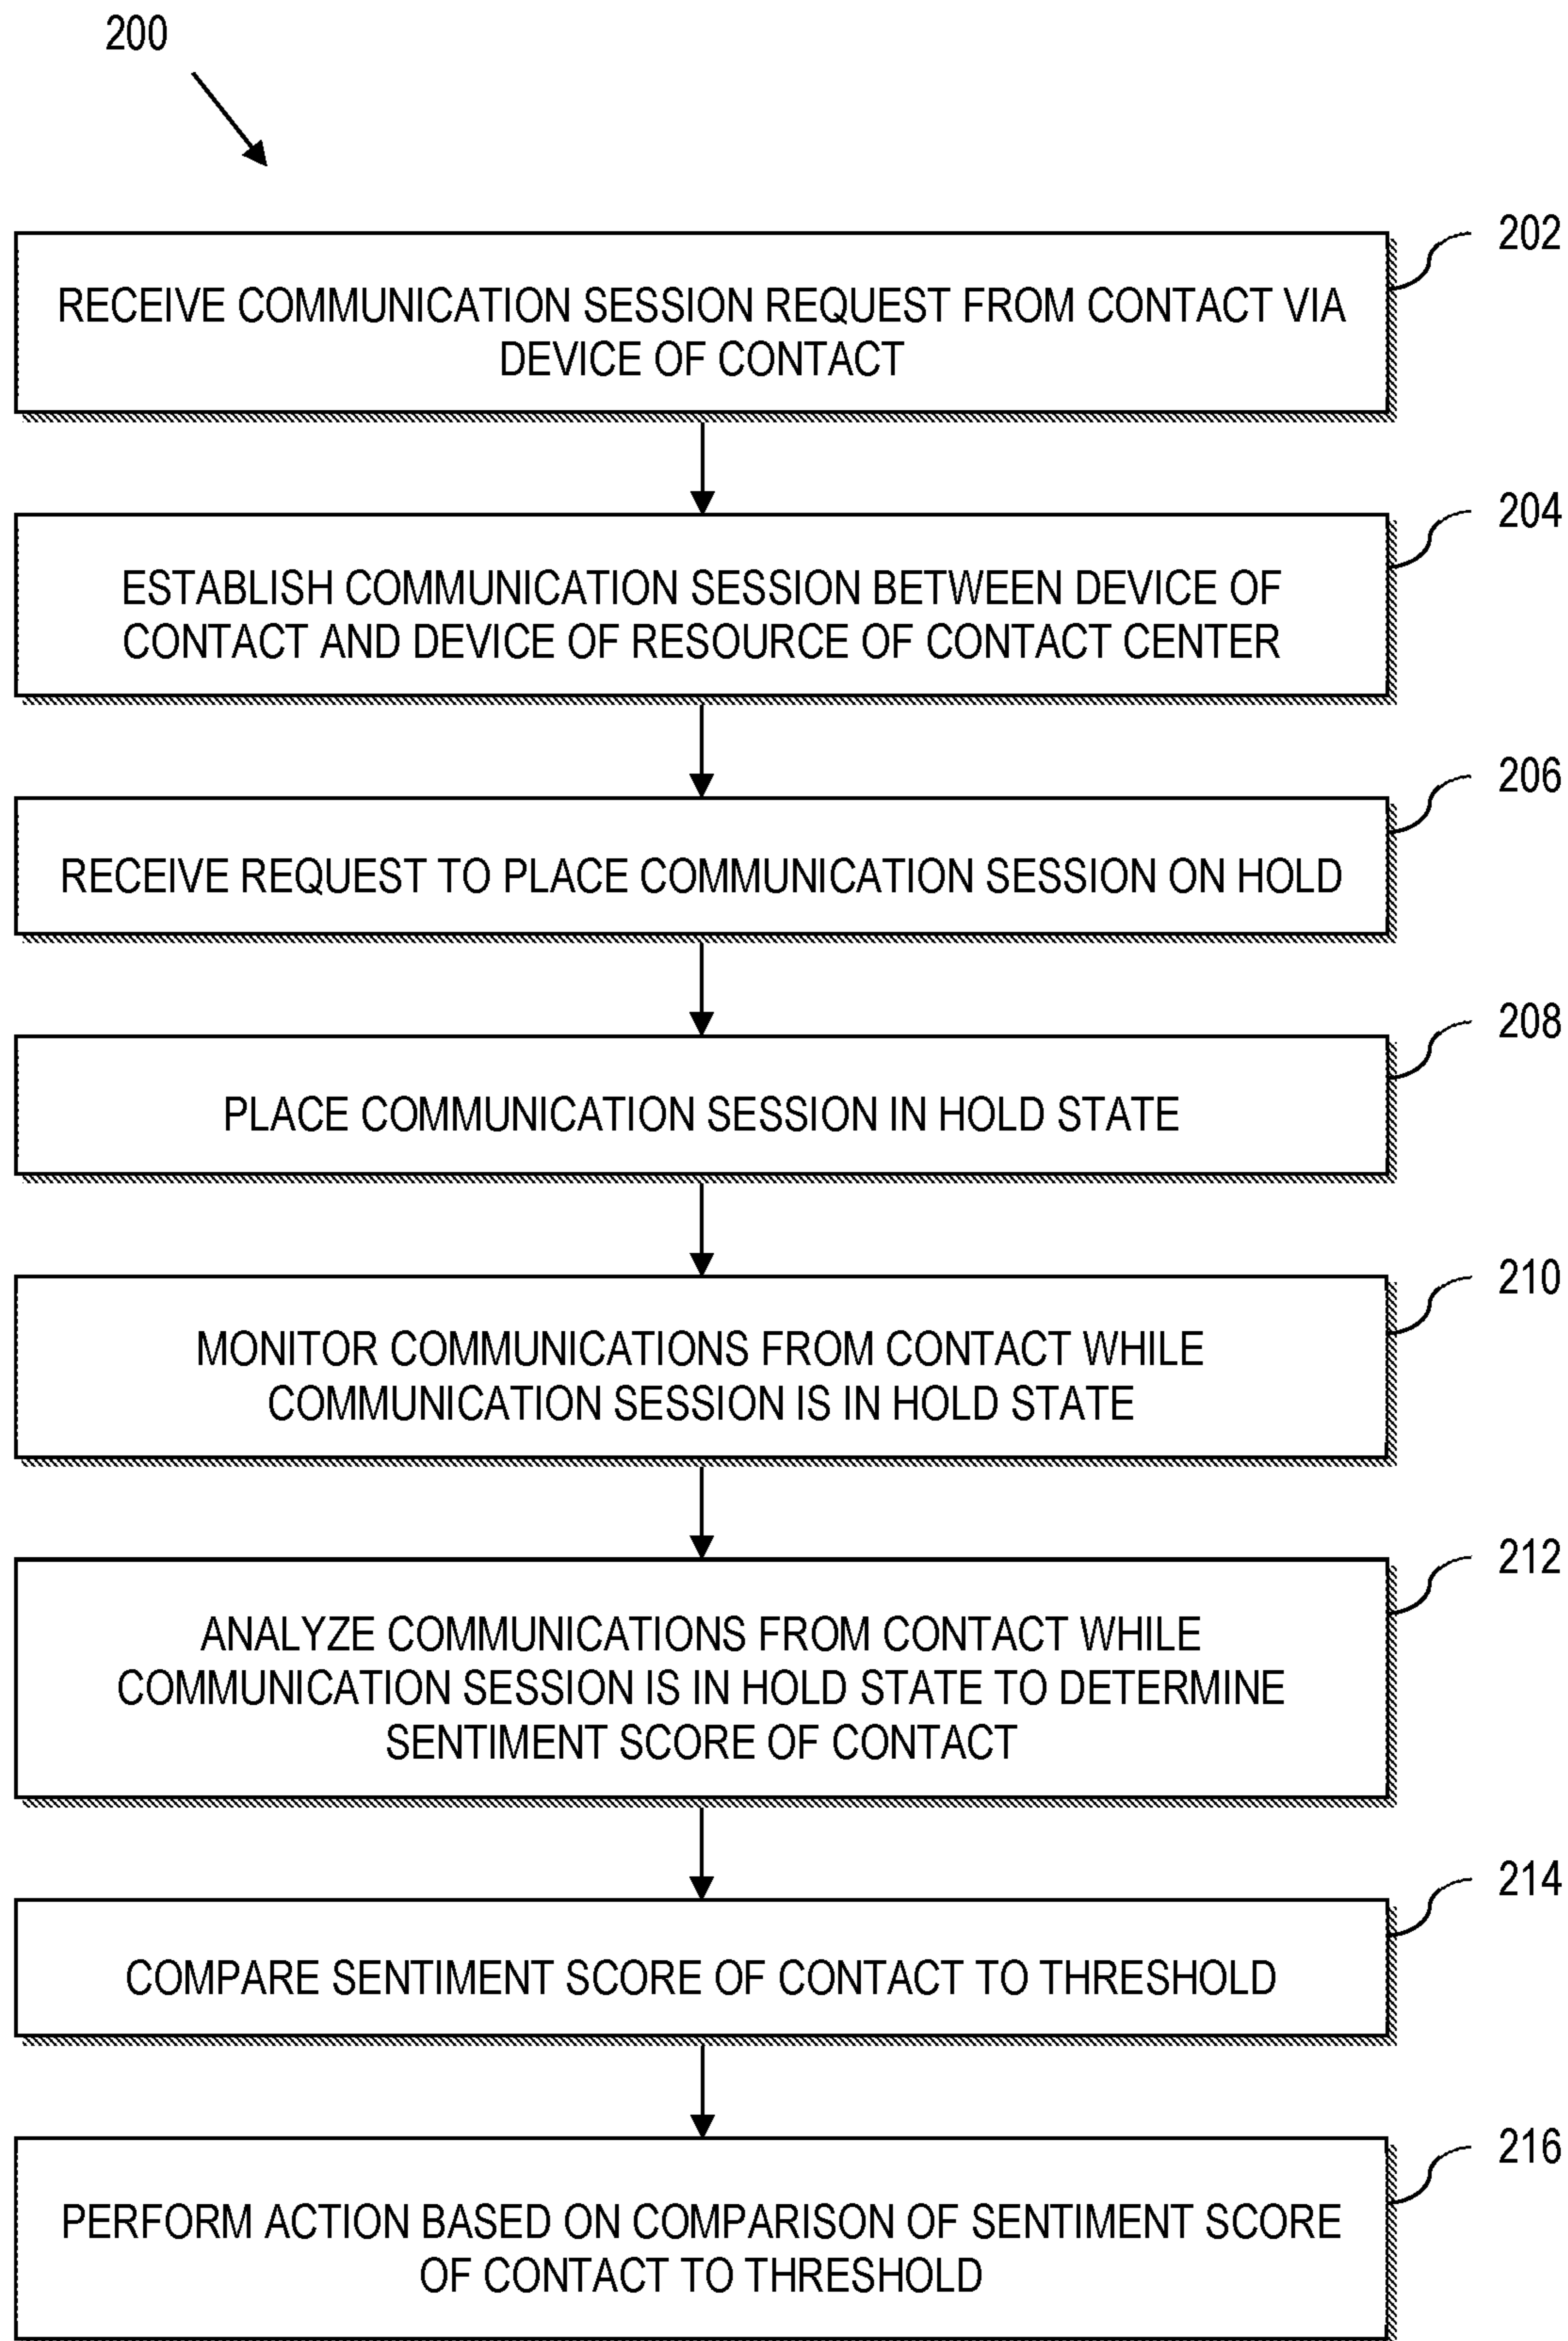 200
202
RECEIVE COMMUNICATION SESSION REQUEST FROM CONTACT VIA
DEVICE OF CONTACT
204
ESTABLISH COMMUNICATION SESSION BETWEEN DEVICE OF
CONTACT AND DEVICE OF RESOURCE OF CONTACT CENTER
206
RECEIVE REQUEST TO PLACE COMMUNICATION SESSION ON HOLD
208
PLACE COMMUNICATION SESSION IN HOLD STATE
210
MONITOR COMMUNICATIONS FROM CONTACT WHILE
COMMUNICATION SESSION IS IN HOLD STATE
212
ANALYZE COMMUNICATIONS FROM CONTACT WHILE
COMMUNICATION SESSION IS IN HOLD STATE TO DETERMINE
SENTIMENT SCORE OF CONTACT
214
COMPARE SENTIMENT SCORE OF CONTACT TO THRESHOLD
216
PERFORM ACTION BASED ON COMPARISON OF SENTIMENT SCORE
OF CONTACT TO THRESHOLD